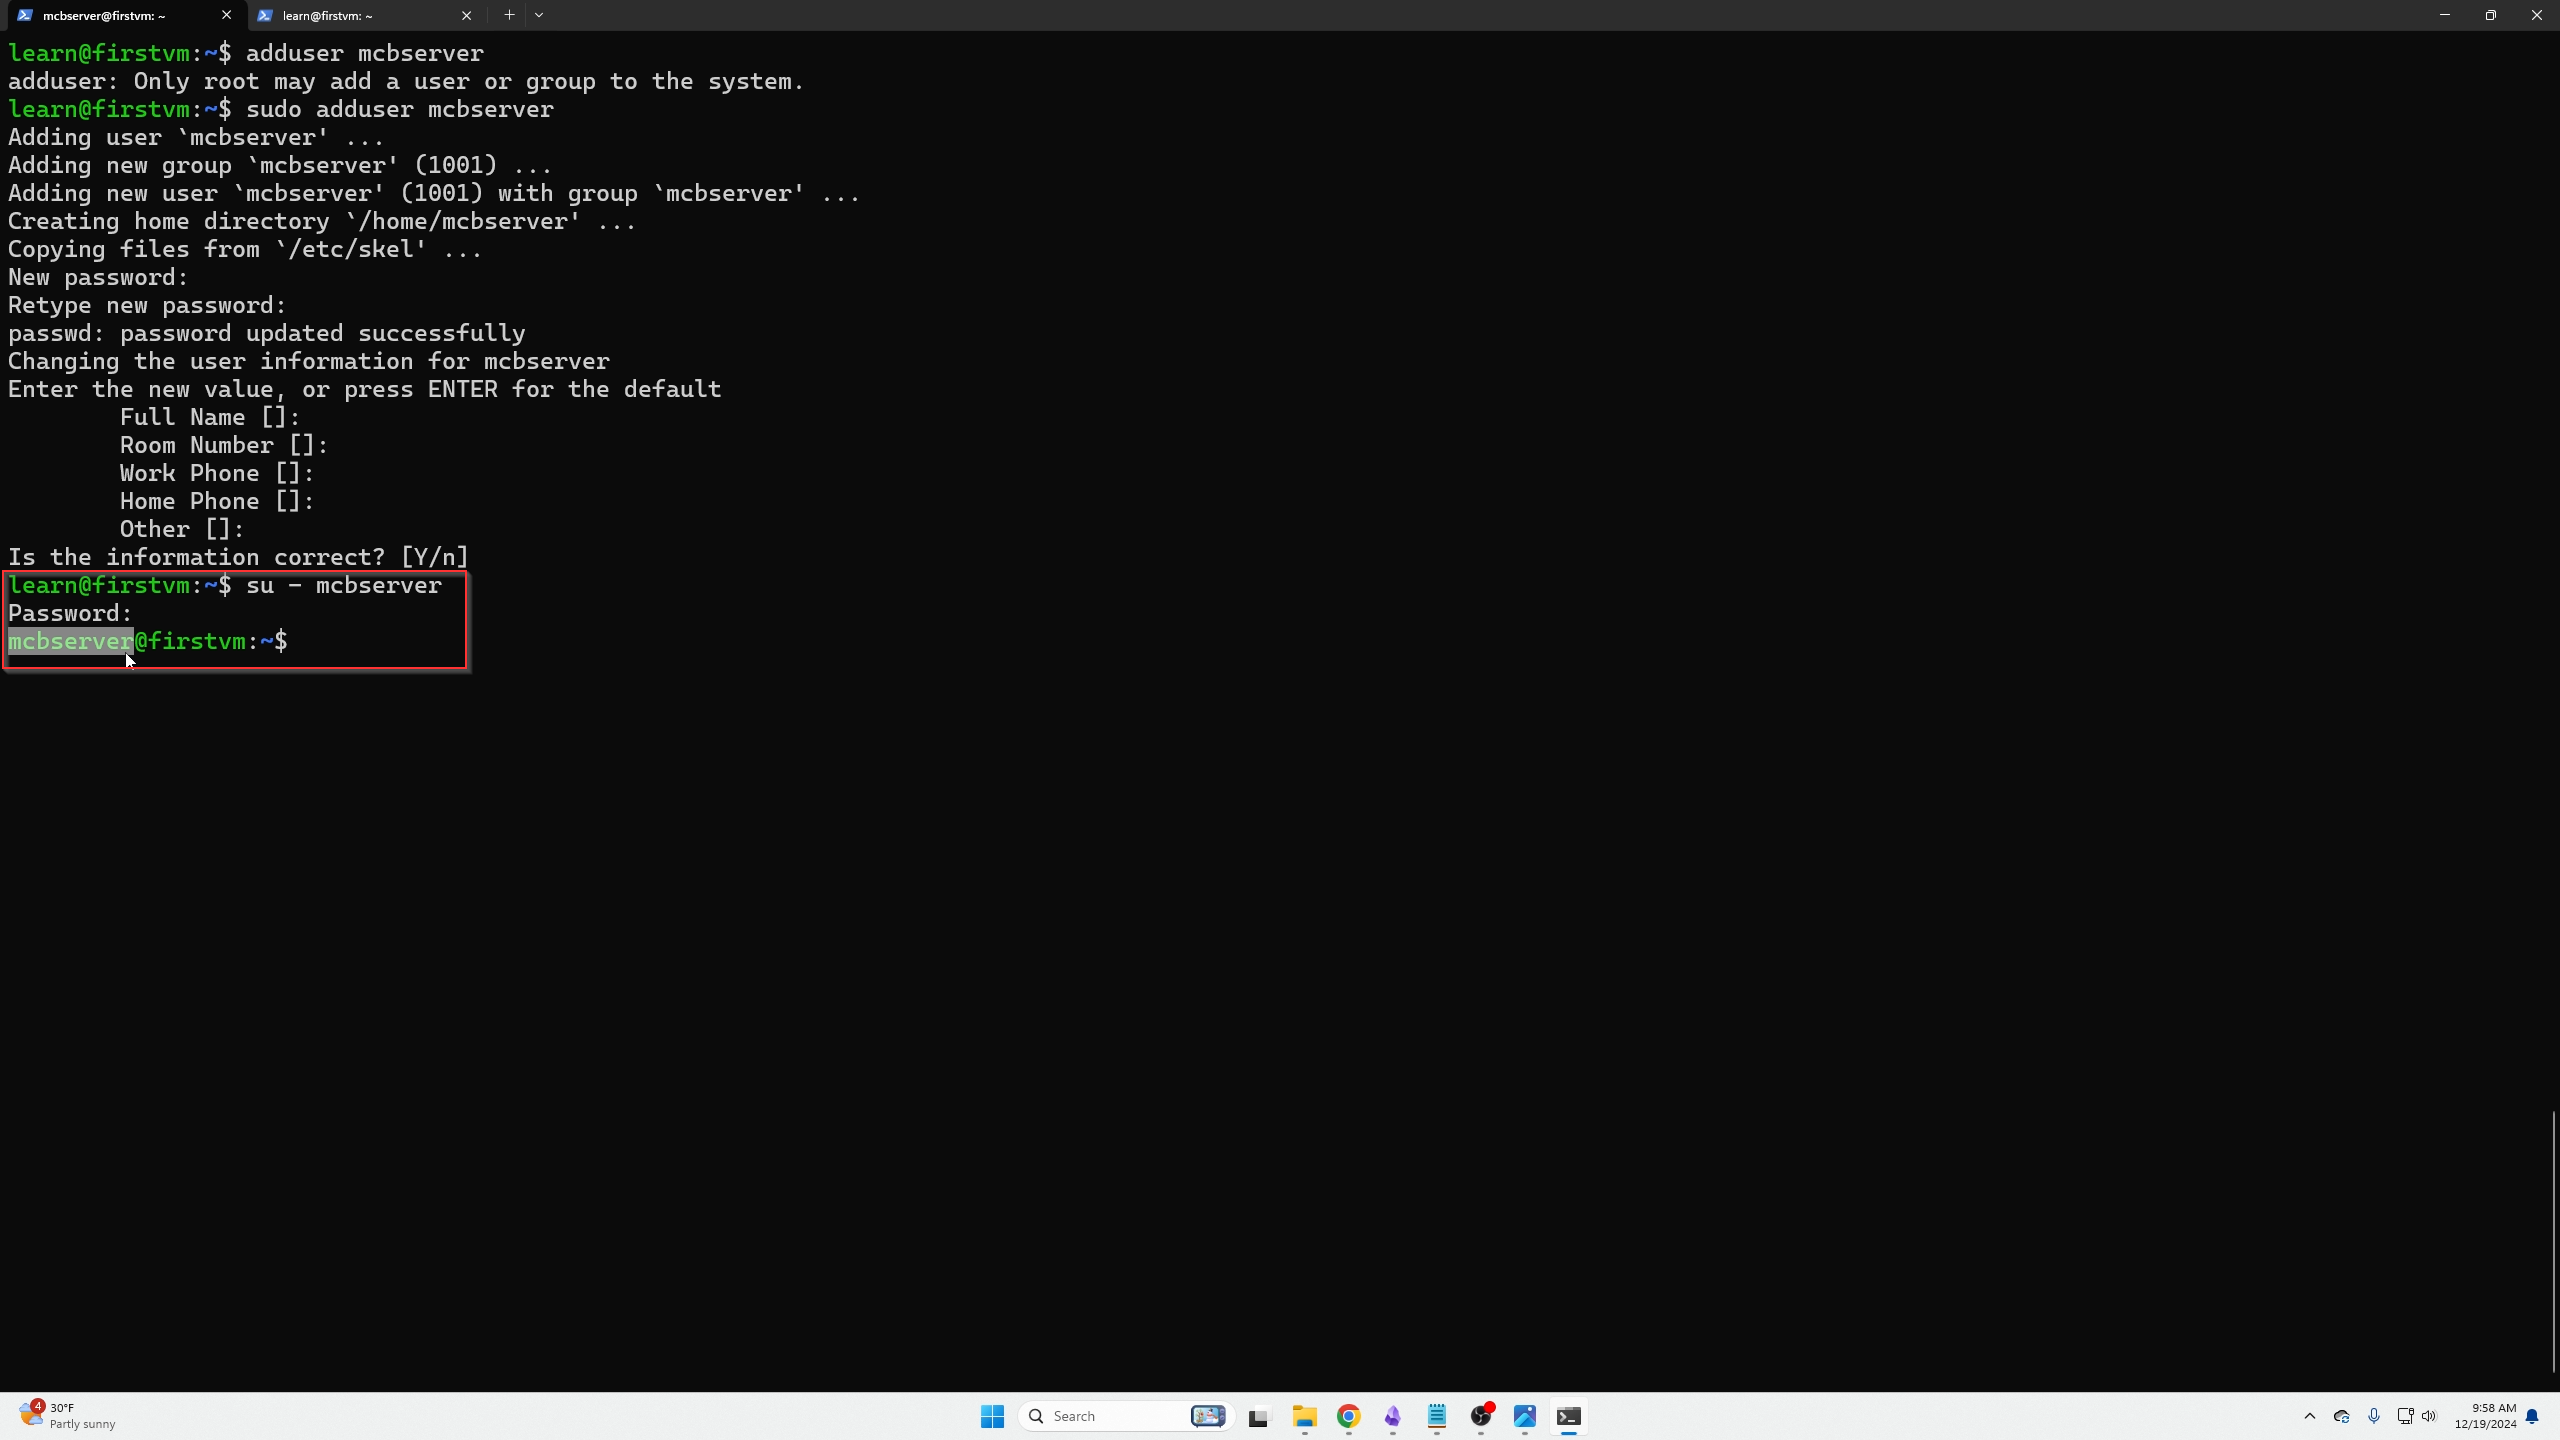 mcbserver@firstvm: ~
learn@firstvm: ~
learn@firstvm:~$ adduser mcbserver
adduser: Only root may add a user or group to the system.
learn@firstvm:~$ sudo adduser mcbserver
Adding user `mcbserver' ...
Adding new group `mcbserver' (1001) ...
Adding new user `mcbserver' (1001) with group `mcbserver' ...
Creating home directory `/home/mcbserver' ...
Copying files from `/etc/skel' ...
New password:
Retype new password:
passwd: password updated successfully
Changing the user information for mcbserver
Enter the new value, or press ENTER for the default
Full Name []:
Room Number []:
Work Phone []:
Home Phone []:
Other []:
Is the information correct? [Y/n]
learn@firstvm:~$ su - mcbserver
Password:
mcbserver@firstvm:~$
4
30°F
Partly sunny
Search
9:58 AM
12/19/2024